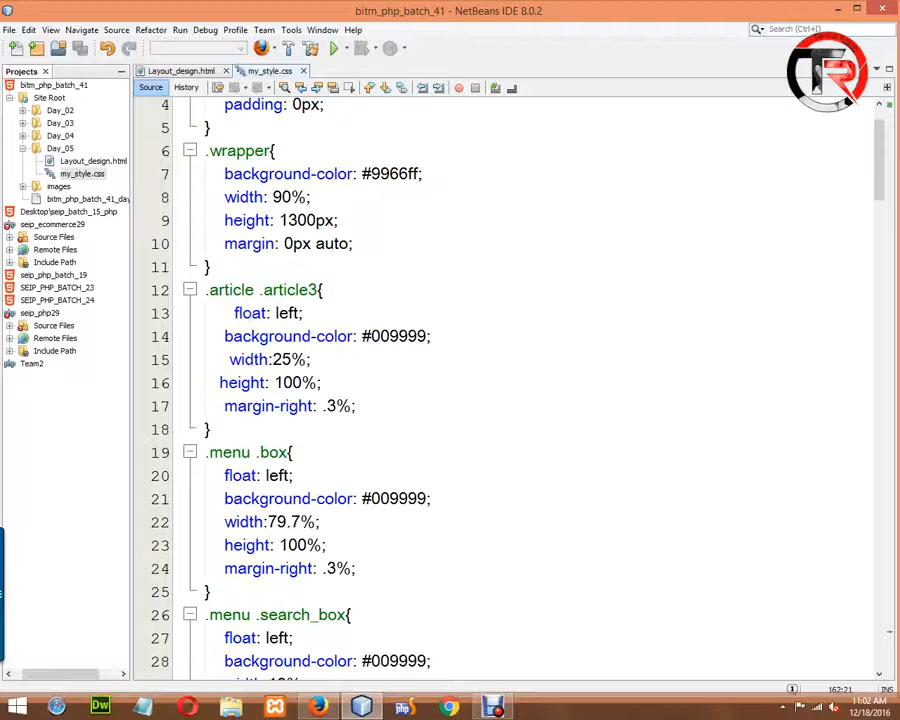 bitm_php_batch_41 - NetBeans IDE 8.0.2
File Edit View Navigate Source Refactor Run Debug Profile Team Tools Window Help
Search (Ctrl+I)
Projects
Layout_design.html
my_style.css
Source History
bitm_php_batch_41
Site Root
Day_02
Day_03
Day_04
Day_05
Layout_design.html
my_style.css
images
bitm_php_batch_41_da
Desktop\seip_batch_15_php
seip_ecommerce29
Source Files
Remote Files
Include Path
seip_php_batch_19
SEIP_PHP_BATCH_23
SEIP_PHP_BATCH_24
seip_php29
Source Files
Remote Files
Include Path
Team2
4 padding: 0px;
5 }
6 .wrapper{
7 background-color: #9966ff;
8 width: 90%;
9 height: 1300px;
10 margin: 0px auto;
11 }
12 .article .article3{
13 float: left;
14 background-color: #009999;
15 width:25%;
16 height: 100%;
17 margin-right: .3%;
18 }
19 .menu .box{
20 float: left;
21 background-color: #009999;
22 width:79.7%;
23 height: 100%;
24 margin-right: .3%;
25 }
26 .menu .search_box{
27 float: left;
28 background-color: #009999;
1 162:21 INS
Dw
php
11:02 AM
12/18/2016